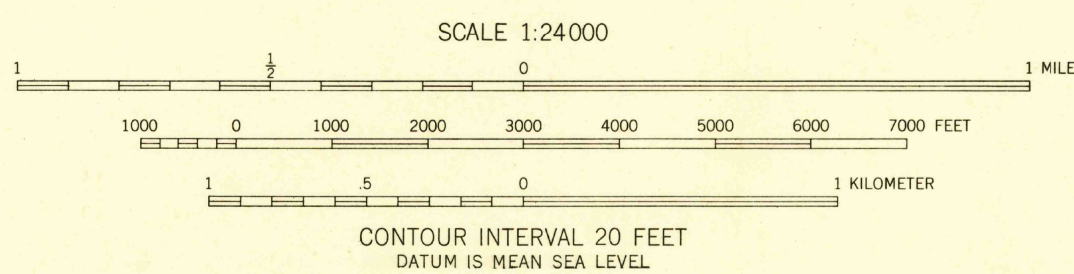 SCALE 1:24000
1 ½ 0 1 MILE
1000 0 1000 2000 3000 4000 5000 6000 7000 FEET
1 .5 0 1 KILOMETER
CONTOUR INTERVAL 20 FEET
DATUM IS MEAN SEA LEVEL